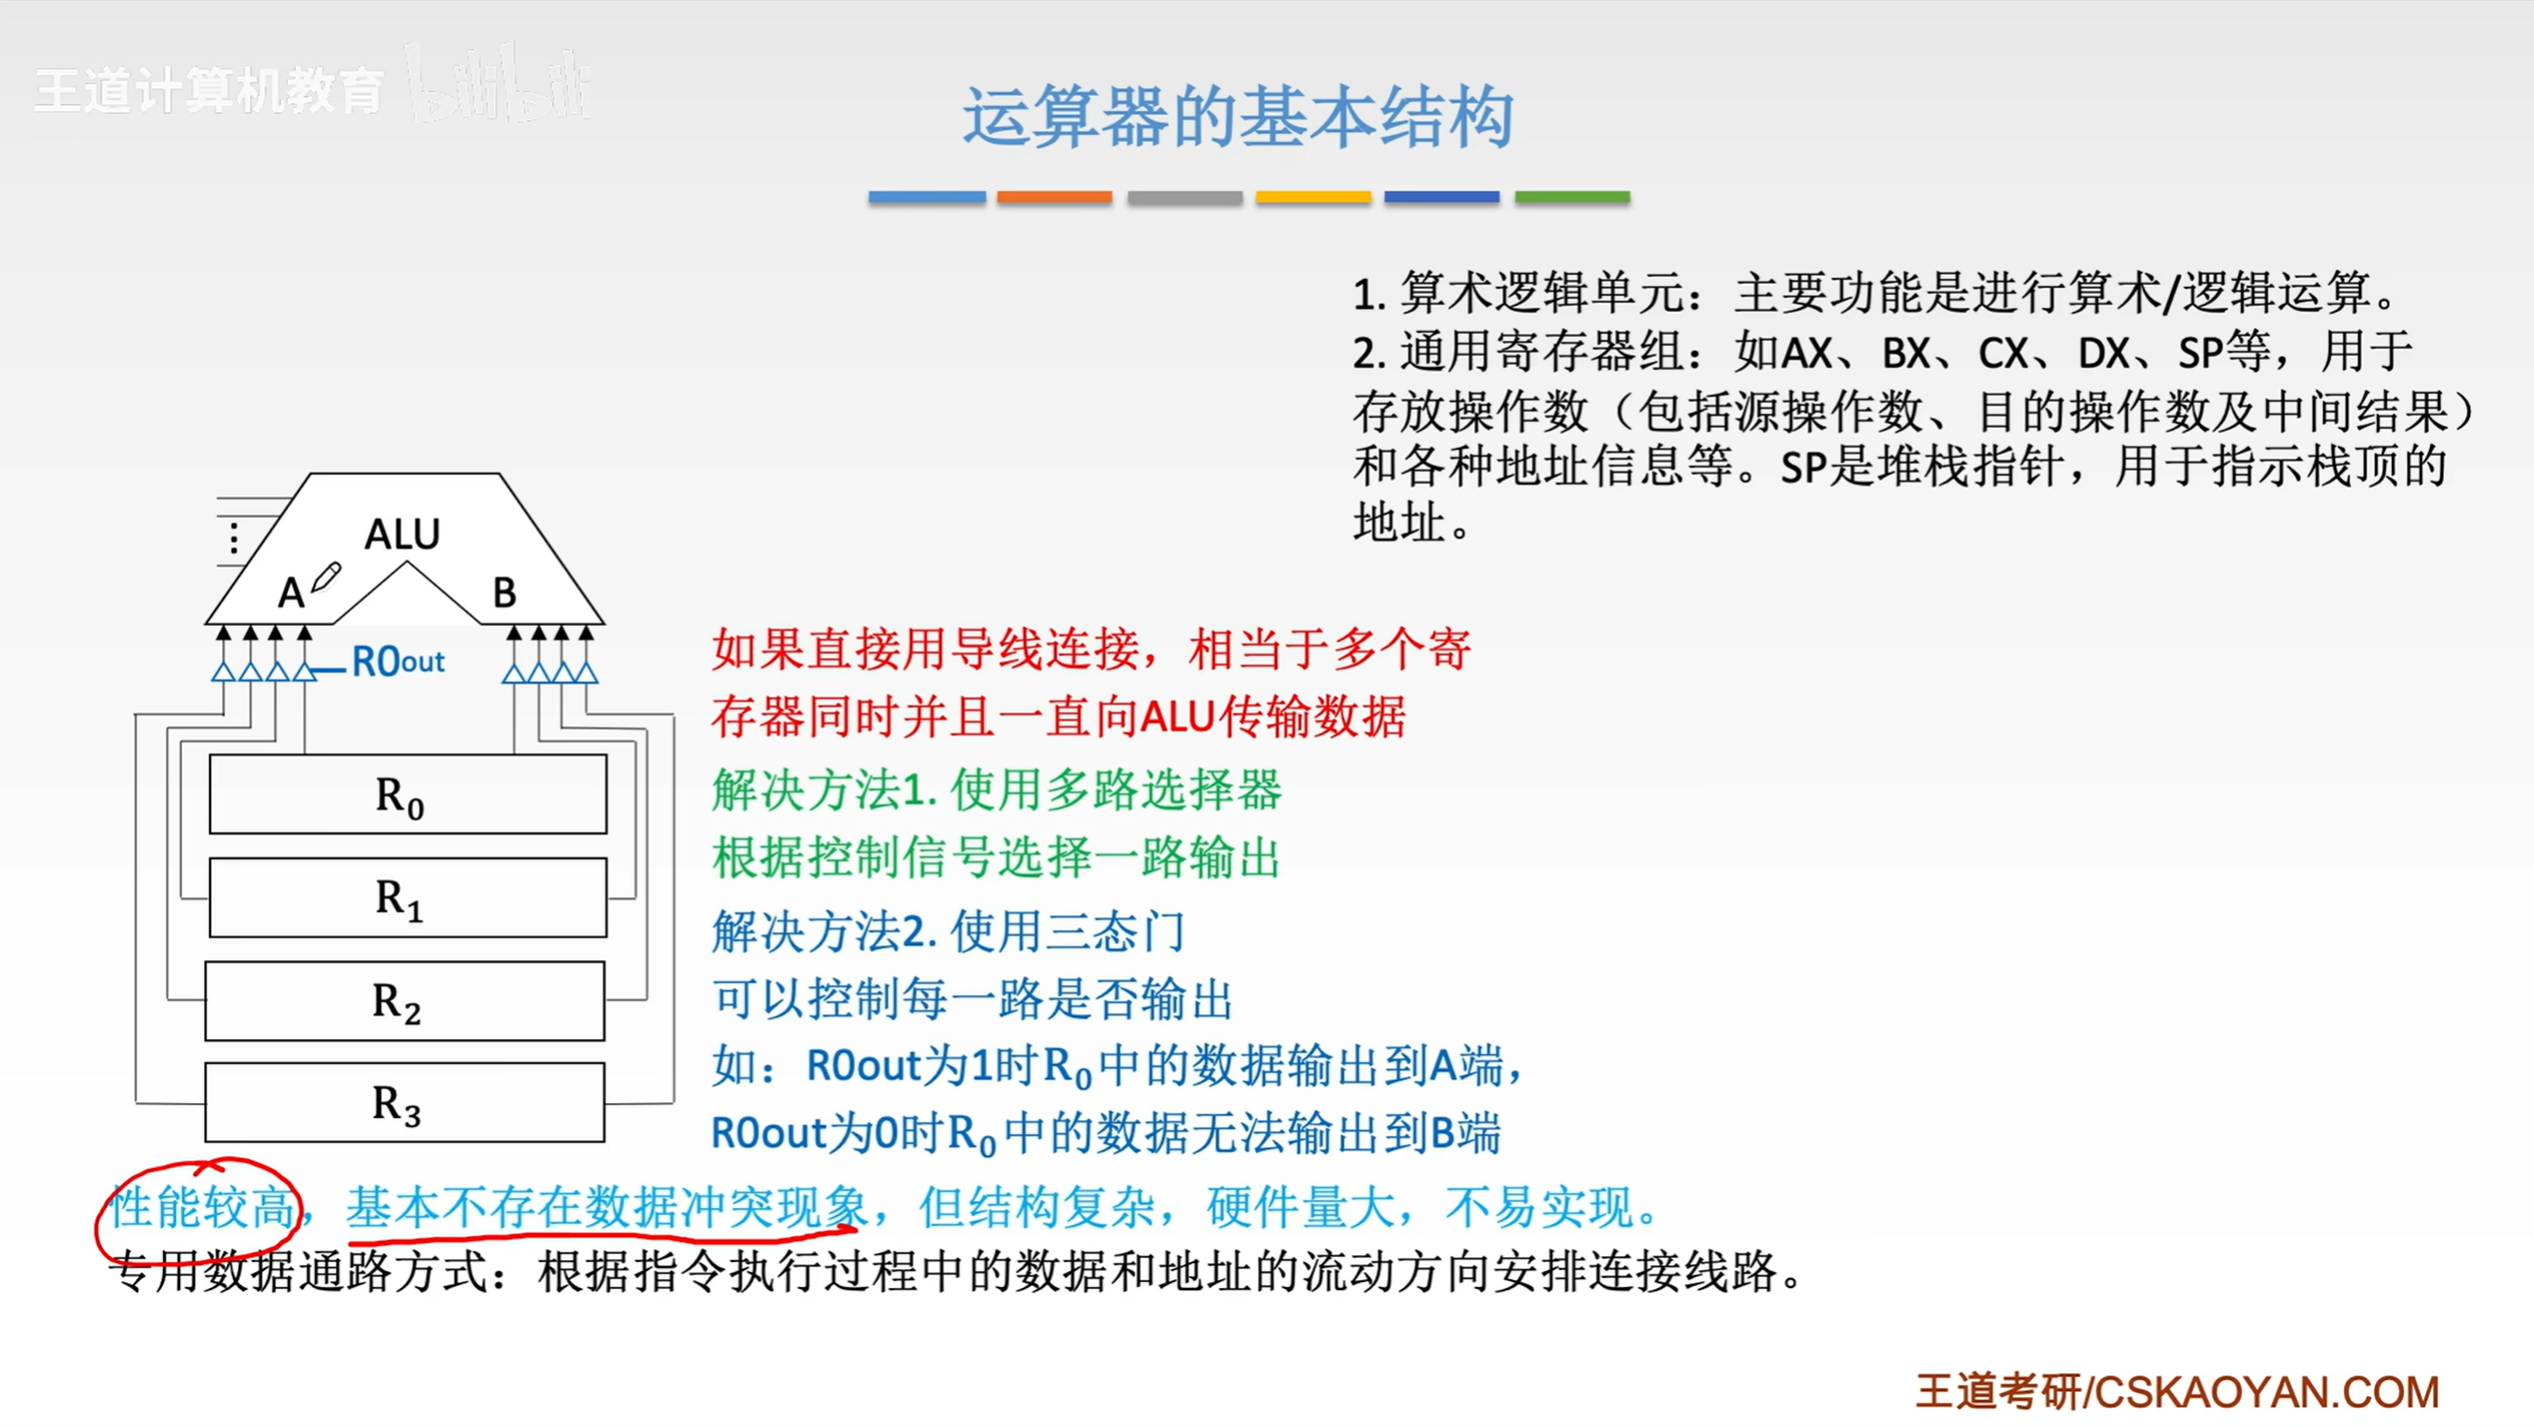 王道计算机教育 bilibili
运算器的基本结构
1. 算术逻辑单元：主要功能是进行算术/逻辑运算。
2. 通用寄存器组：如AX、BX、CX、DX、SP等，用于
存放操作数（包括源操作数、目的操作数及中间结果）
和各种地址信息等。SP是堆栈指针，用于指示栈顶的
地址。
ALU
A
B
R0out
R₀
R₁
R₂
R₃
如果直接用导线连接，相当于多个寄
存器同时并且一直向ALU传输数据
解决方法1. 使用多路选择器
根据控制信号选择一路输出
解决方法2. 使用三态门
可以控制每一路是否输出
如：R0out为1时R₀中的数据输出到A端，
R0out为0时R₀中的数据无法输出到B端
性能较高，基本不存在数据冲突现象，但结构复杂，硬件量大，不易实现。
专用数据通路方式：根据指令执行过程中的数据和地址的流动方向安排连接线路。
王道考研/CSKAOYAN.COM